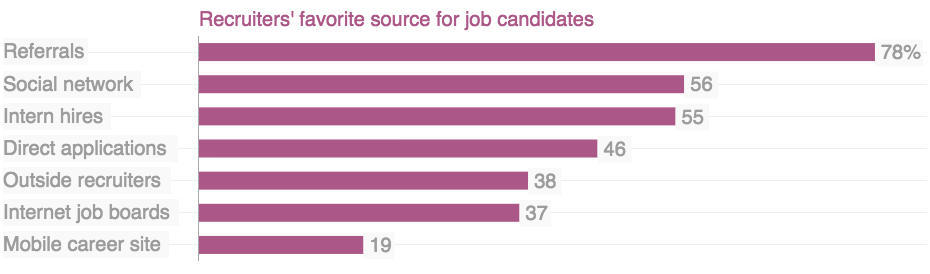 Recruiters' favorite source for job candidates
Referrals 78%
Social network 56
Intern hires 55
Direct applications 46
Outside recruiters 38
Internet job boards 37
Mobile career site 19